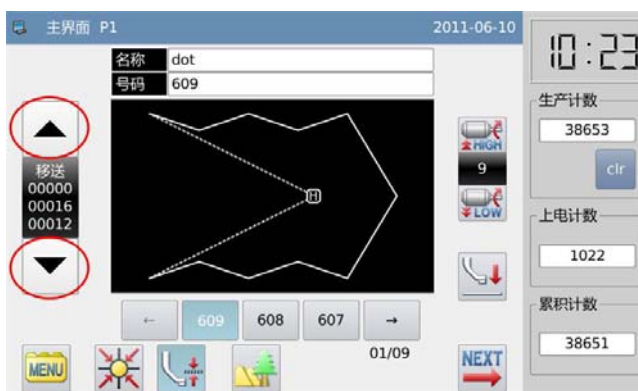 主界面 P1
2011-06-10
名称 dot
号码 609
10:23
生产计数
38653
clr
移送
00000
00016
00012
HIGH
9
LOW
H
上电计数
1022
← 609 608 607 →
01/09
累积计数
38651
MENU
NEXT